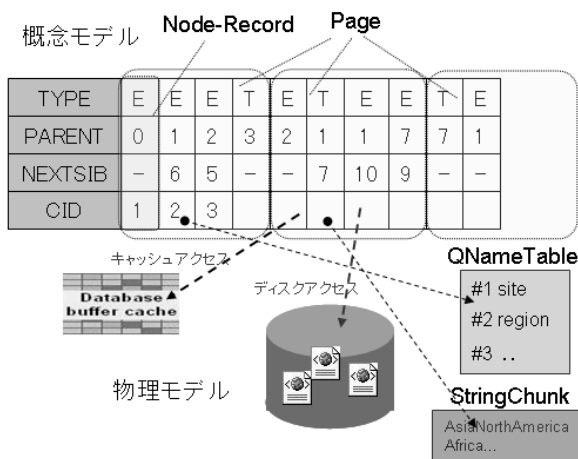 概念モデル
Node-Record
Page
TYPE E E E T E T E E T E
PARENT 0 1 2 3 2 1 1 7 7 1
NEXTSIB - 6 5 - - 7 10 9 - -
CID 1 2 3
キャッシュアクセス
ディスクアクセス
QNameTable
#1 site
#2 region
#3 ..
Database
buffer cache
物理モデル
StringChunk
AsiaNorthAmerica
Africa...